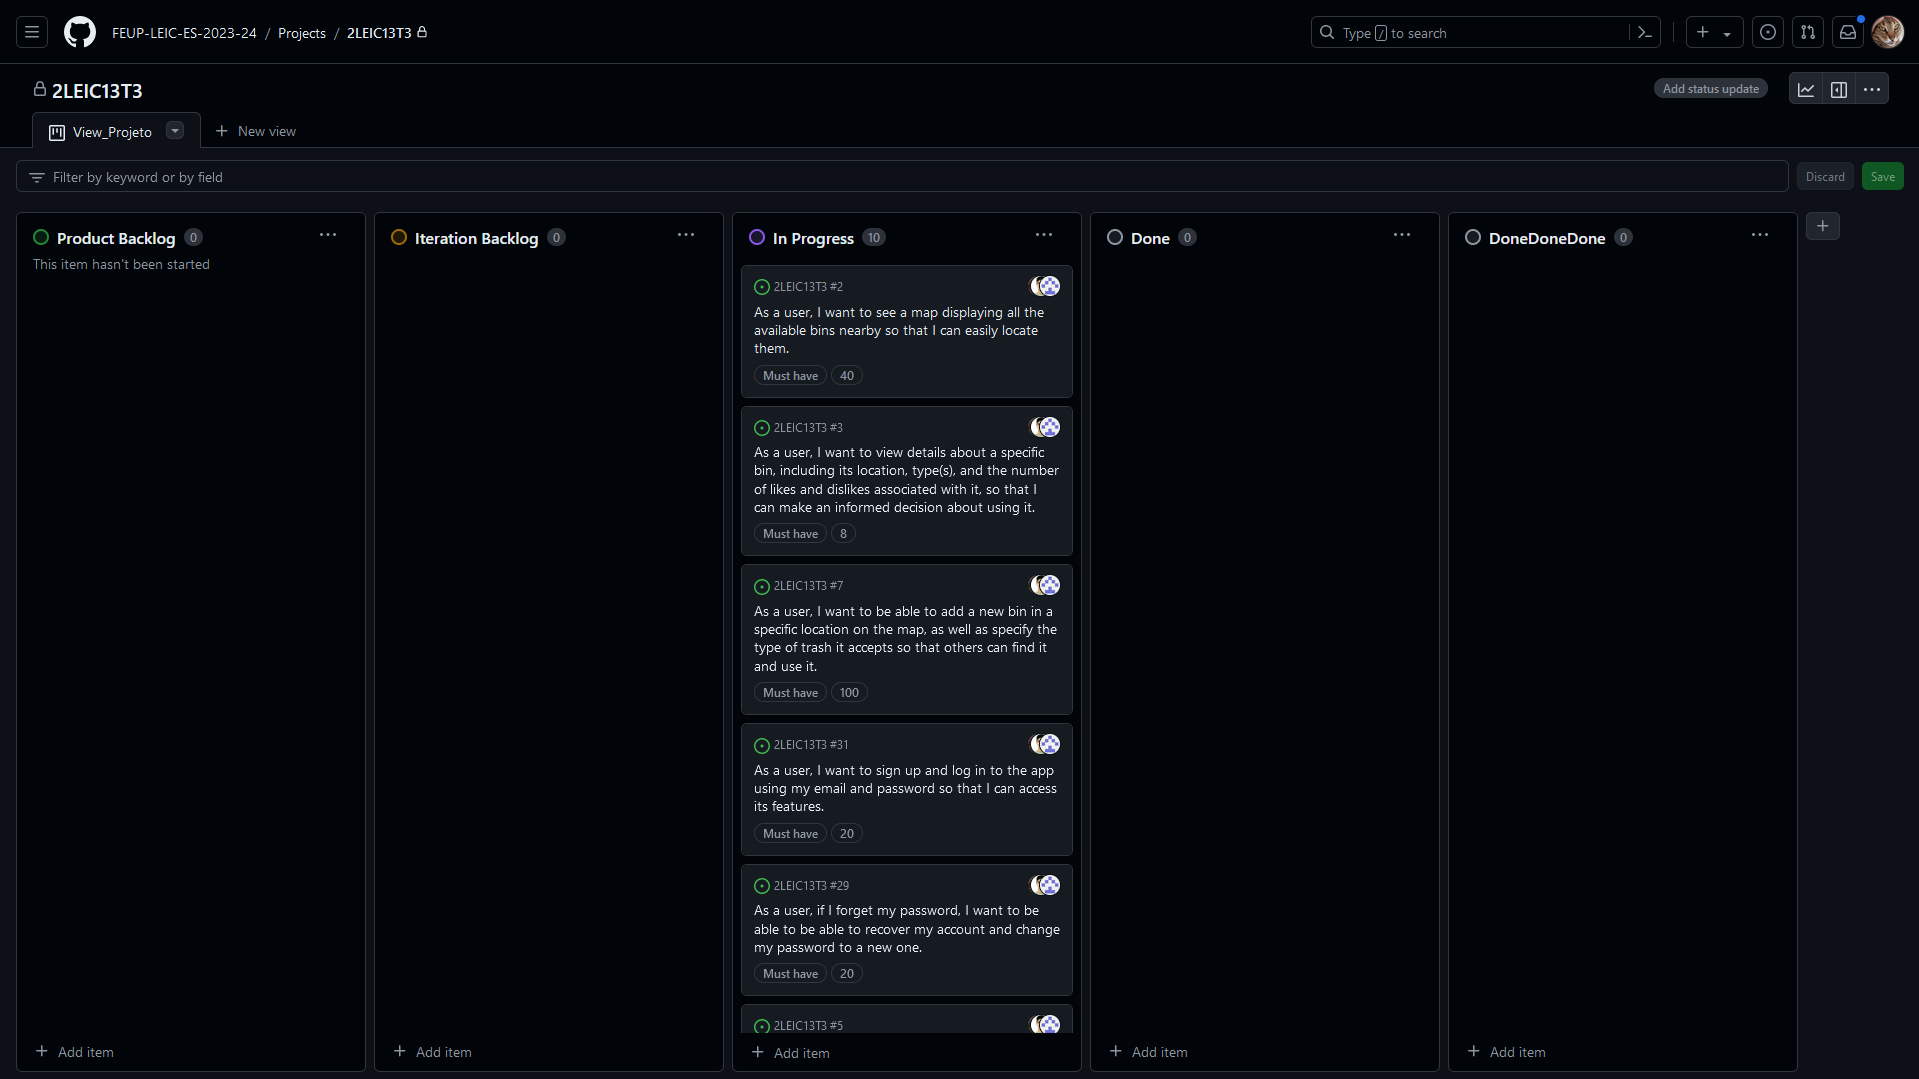 FEUP-LEIC-ES-2023-24 / Projects / 2LEIC13T3
Type / to search
2LEIC13T3
Add status update
View_Projeto
New view
Filter by keyword or by field
Discard
Save
Product Backlog 0
This item hasn't been started
Add item
Iteration Backlog 0
Add item
In Progress 10
2LEIC13T3 #2
As a user, I want to see a map displaying all the
available bins nearby so that I can easily locate
them.
Must have 40
2LEIC13T3 #3
As a user, I want to view details about a specific
bin, including its location, type(s), and the number
of likes and dislikes associated with it, so that I
can make an informed decision about using it.
Must have 8
2LEIC13T3 #7
As a user, I want to be able to add a new bin in a
specific location on the map, as well as specify the
type of trash it accepts so that others can find it
and use it.
Must have 100
2LEIC13T3 #31
As a user, I want to sign up and log in to the app
using my email and password so that I can access
its features.
Must have 20
2LEIC13T3 #29
As a user, if I forget my password, I want to be
able to be able to recover my account and change
my password to a new one.
Must have 20
2LEIC13T3 #5
Add item
Done 0
Add item
DoneDoneDone 0
Add item